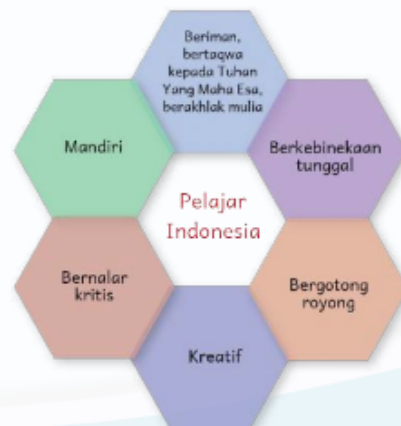 Beriman,
bertaqwa
kepada Tuhan
Yang Maha Esa,
berakhlak mulia
Mandiri
Berkebinekaan
tunggal
Pelajar
Indonesia
Bernalar
kritis
Bergotong
royong
Kreatif